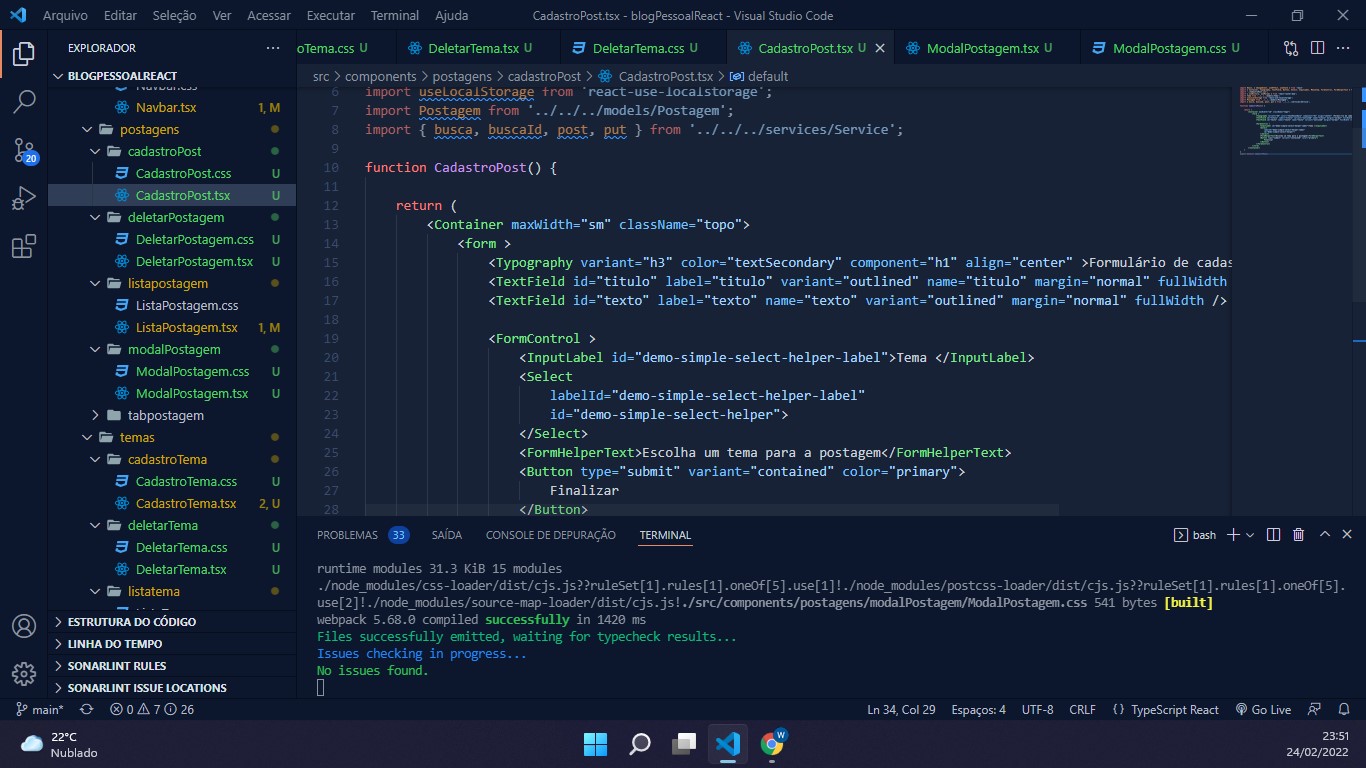 Arquivo Editar Seleção Ver Acessar Executar Terminal Ajuda CadastroPost.tsx - blogPessoalReact - Visual Studio Code
EXPLORADOR ···
oTema.css U DeletarTema.tsx U DeletarTema.css U CadastroPost.tsx U ModalPostagem.tsx U ModalPostagem.css U ···
BLOGPESSOALREACT
src > components > postagens > cadastroPost > CadastroPost.tsx > default
Navbar.css
Navbar.tsx 1, M
postagens
cadastroPost
CadastroPost.css U
CadastroPost.tsx U
deletarPostagem
DeletarPostagem.css U
DeletarPostagem.tsx U
listapostagem
ListaPostagem.css
ListaPostagem.tsx 1, M
modalPostagem
ModalPostagem.css U
ModalPostagem.tsx U
tabpostagem
temas
cadastroTema
CadastroTema.css U
CadastroTema.tsx 2, U
deletarTema
DeletarTema.css U
DeletarTema.tsx U
listatema
20
ESTRUTURA DO CÓDIGO
LINHA DO TEMPO
SONARLINT RULES
SONARLINT ISSUE LOCATIONS
6 import useLocalStorage from 'react-use-localstorage';
7 import Postagem from '../../../models/Postagem';
8 import { busca, buscaId, post, put } from '../../../services/Service';
9
10 function CadastroPost() {
11
12 return (
13 <Container maxWidth="sm" className="topo">
14 <form >
15 <Typography variant="h3" color="textSecondary" component="h1" align="center" >Formulário de cadas
16 <TextField id="titulo" label="titulo" variant="outlined" name="titulo" margin="normal" fullWidth
17 <TextField id="texto" label="texto" name="texto" variant="outlined" margin="normal" fullWidth />
18
19 <FormControl >
20 <InputLabel id="demo-simple-select-helper-label">Tema </InputLabel>
21 <Select
22 labelId="demo-simple-select-helper-label"
23 id="demo-simple-select-helper">
24 </Select>
25 <FormHelperText>Escolha um tema para a postagem</FormHelperText>
26 <Button type="submit" variant="contained" color="primary">
27 Finalizar
28 </Button>
PROBLEMAS 33 SAÍDA CONSOLE DE DEPURAÇÃO TERMINAL bash
runtime modules 31.3 KiB 15 modules
./node_modules/css-loader/dist/cjs.js??ruleSet[1].rules[1].oneOf[5].use[1]!./node_modules/postcss-loader/dist/cjs.js??ruleSet[1].rules[1].oneOf[5].
use[2]!./node_modules/source-map-loader/dist/cjs.js!./src/components/postagens/modalPostagem/ModalPostagem.css 541 bytes [built]
webpack 5.68.0 compiled successfully in 1420 ms
Files successfully emitted, waiting for typecheck results...
Issues checking in progress...
No issues found.
main* 0 7 26 Ln 34, Col 29 Espaços: 4 UTF-8 CRLF {} TypeScript React Go Live
22°C
Nublado
W
23:51
24/02/2022